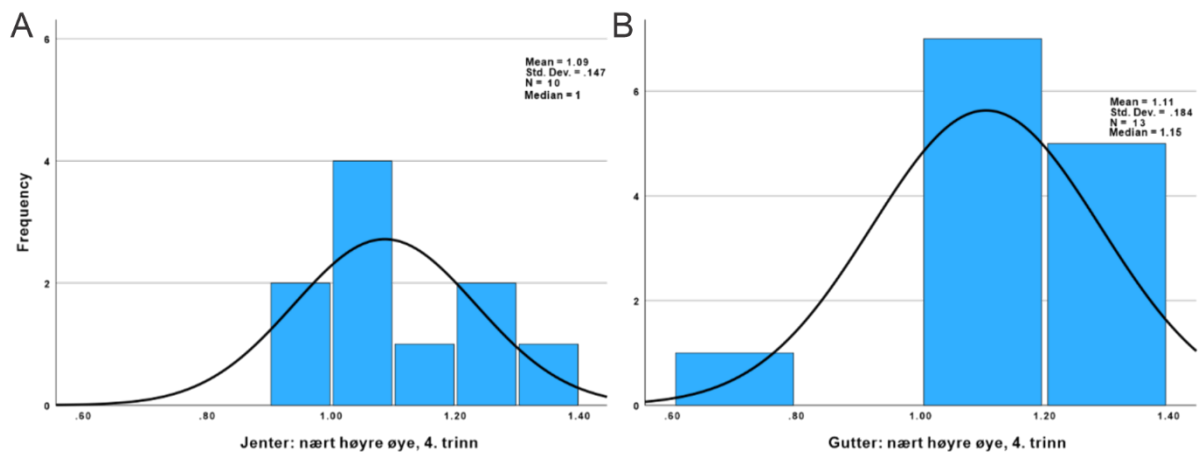 A
6
4
2
0
Frequency
Mean = 1.09
Std. Dev. = .147
N = 10
Median = 1
.60 .80 1.00 1.20 1.40
Jenter: nært høyre øye, 4. trinn
B
6
4
2
0
Mean = 1.11
Std. Dev. = .184
N = 13
Median = 1.15
.60 .80 1.00 1.20 1.40
Gutter: nært høyre øye, 4. trinn